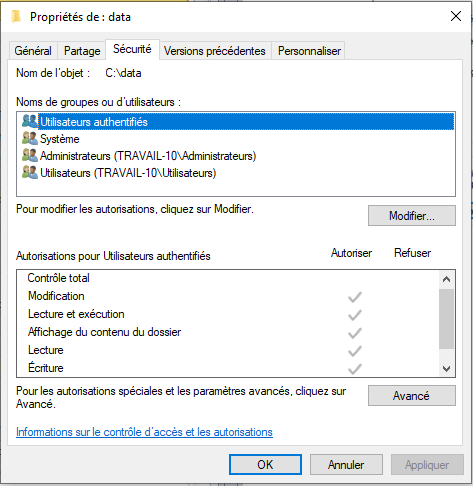 Propriétés de : data
Général Partage Sécurité Versions précédentes Personnaliser
Nom de l'objet : C:\data
Noms de groupes ou d'utilisateurs :
Utilisateurs authentifiés
Système
Administrateurs (TRAVAIL-10\Administrateurs)
Utilisateurs (TRAVAIL-10\Utilisateurs)
Pour modifier les autorisations, cliquez sur Modifier.
Modifier...
Autorisations pour Utilisateurs authentifiés Autoriser Refuser
Contrôle total
Modification
Lecture et exécution
Affichage du contenu du dossier
Lecture
Écriture
Pour les autorisations spéciales et les paramètres avancés, cliquez sur
Avancé.
Avancé
Informations sur le contrôle d'accès et les autorisations
OK Annuler Appliquer